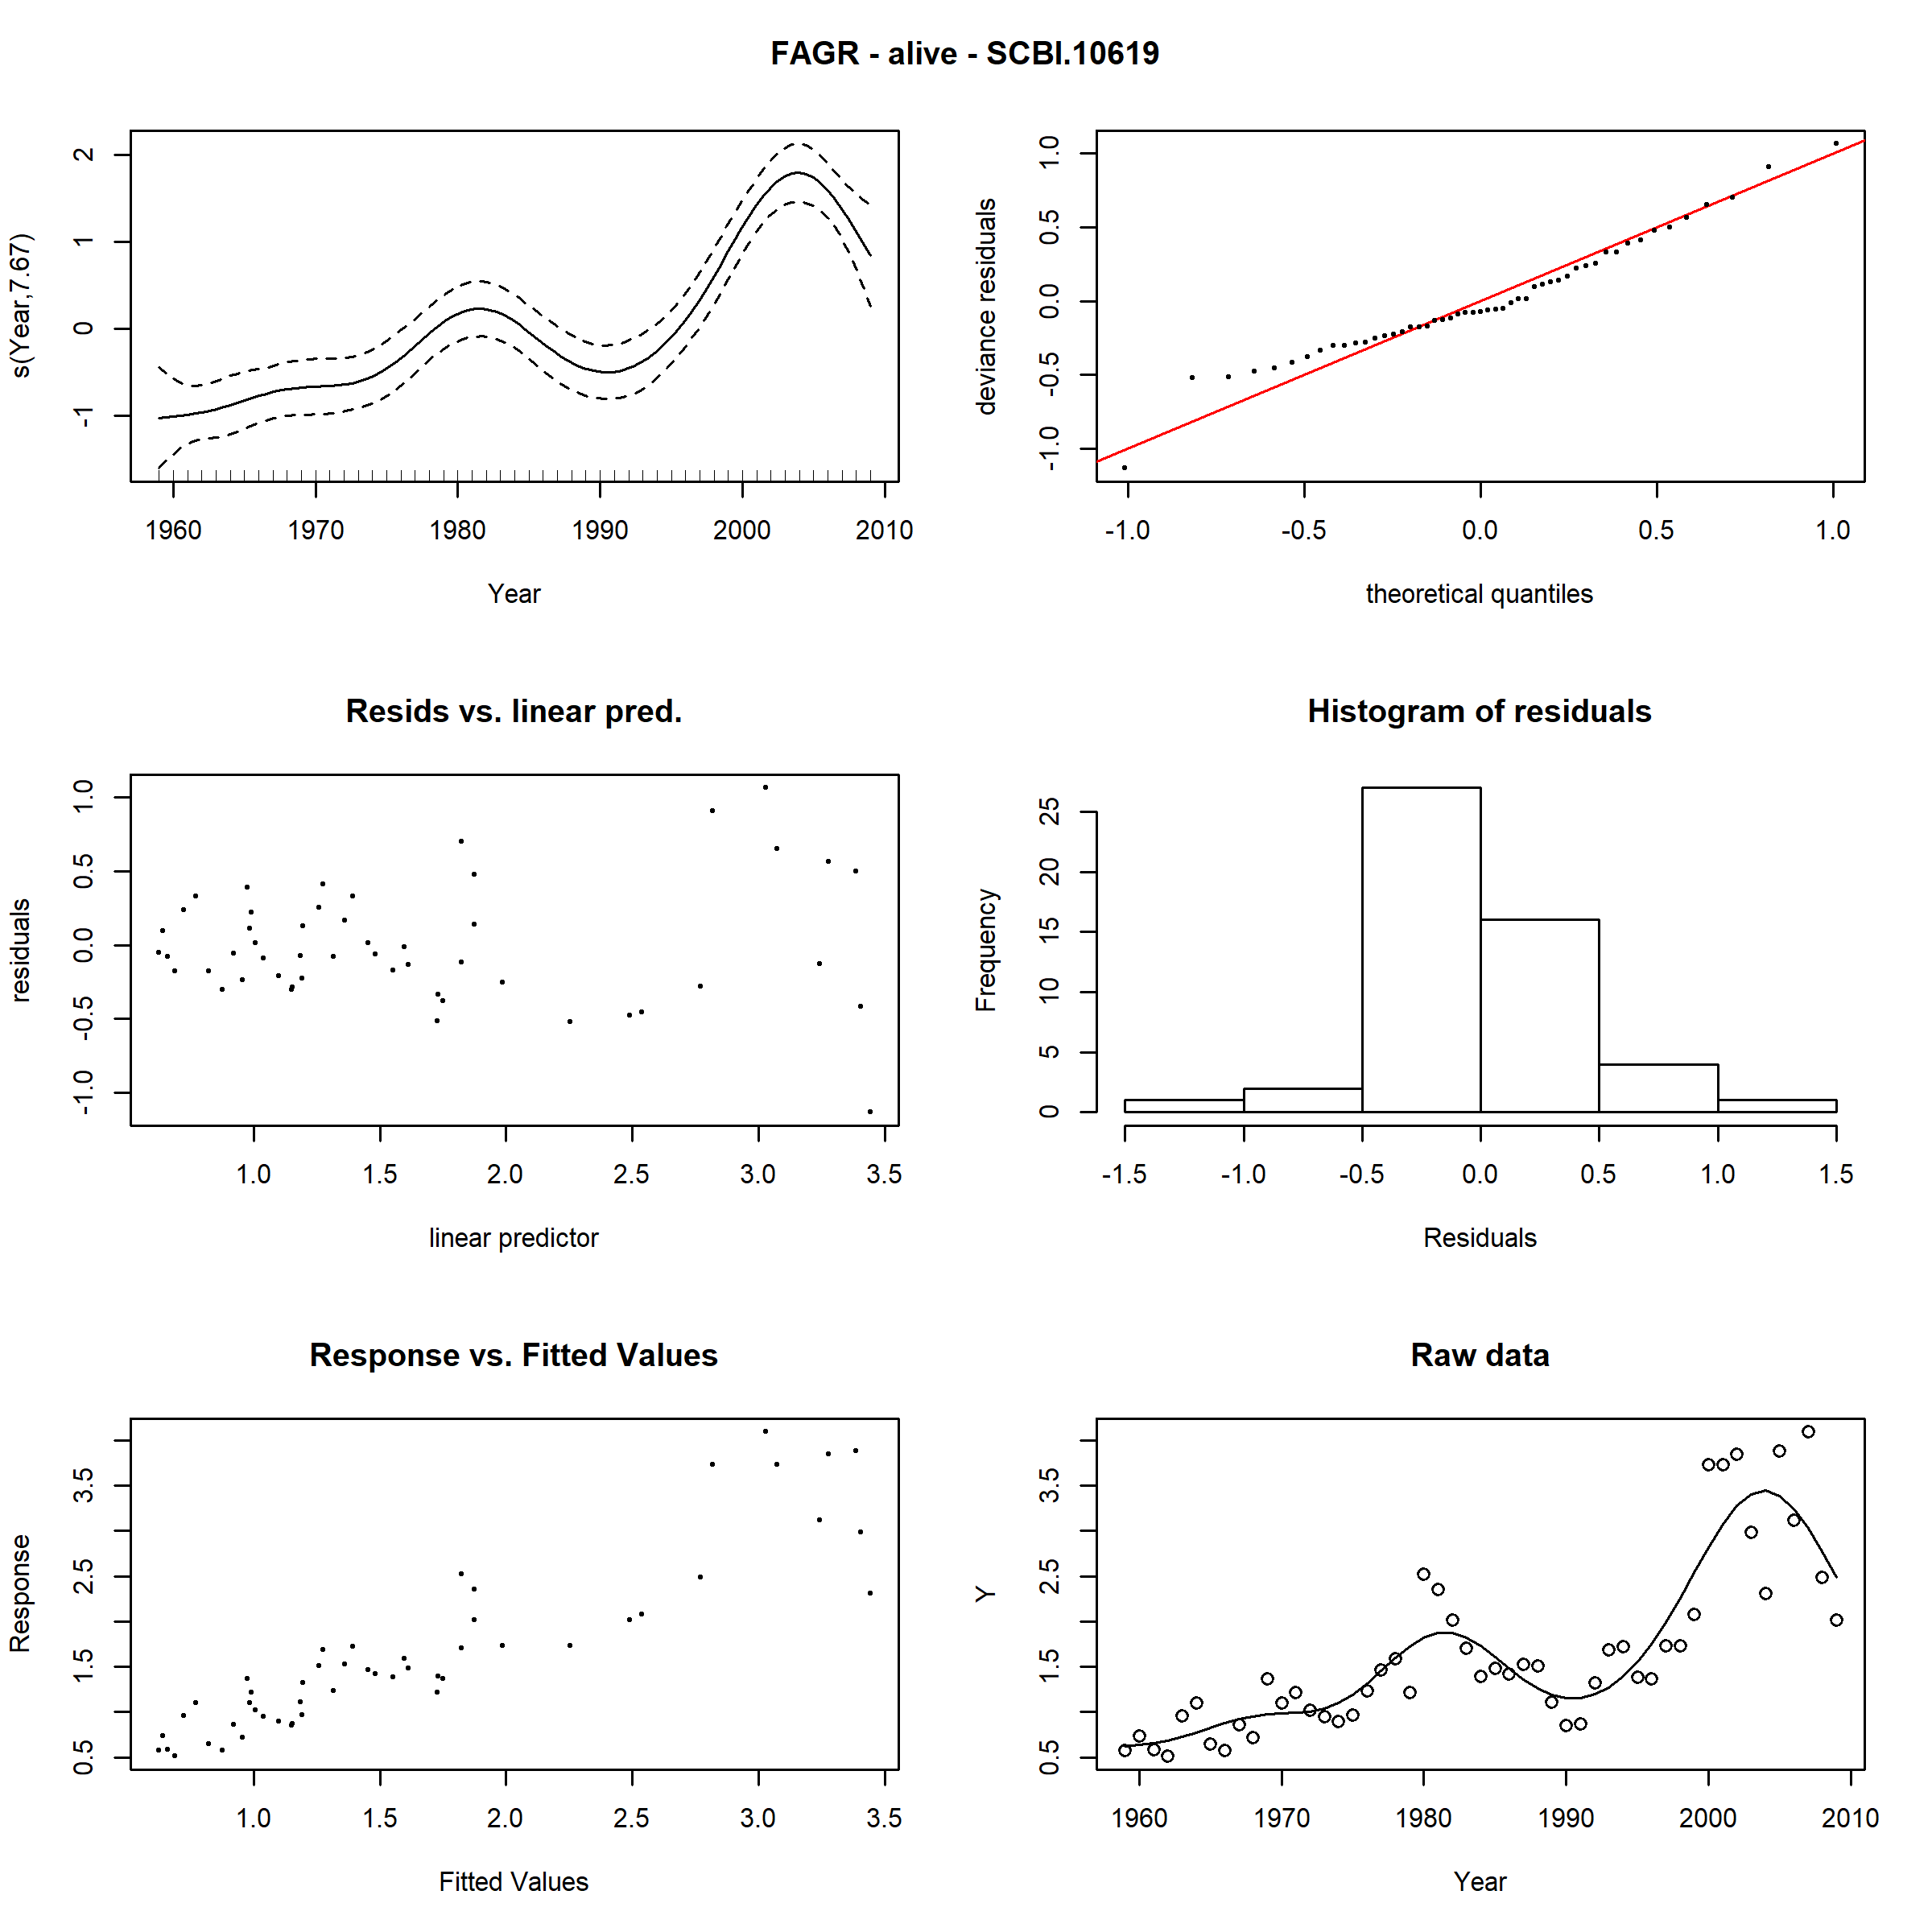 FAGR - alive - SCBI.10619
s(Year,7.67)
2
1
0
-1
1960 1970 1980 1990 2000 2010
Year
deviance residuals
1.0
0.5
0.0
-0.5
-1.0
-1.0 -0.5 0.0 0.5 1.0
theoretical quantiles
Resids vs. linear pred.
residuals
1.0
0.5
0.0
-0.5
-1.0
1.0 1.5 2.0 2.5 3.0 3.5
linear predictor
Histogram of residuals
Frequency
25
20
15
10
5
0
-1.5 -1.0 -0.5 0.0 0.5 1.0 1.5
Residuals
Response vs. Fitted Values
Response
3.5
2.5
1.5
0.5
1.0 1.5 2.0 2.5 3.0 3.5
Fitted Values
Raw data
Y
3.5
2.5
1.5
0.5
1960 1970 1980 1990 2000 2010
Year